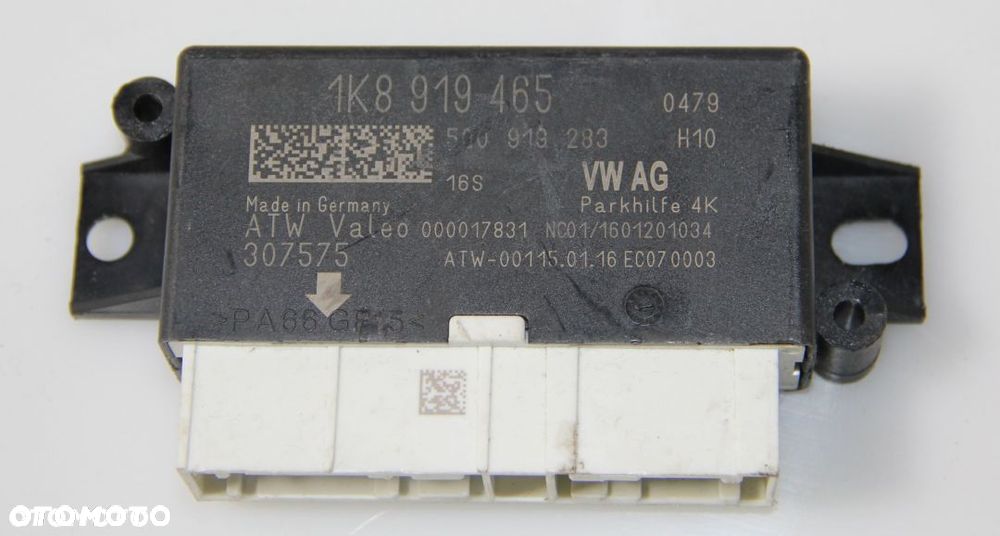 1K8 919 465
0479
5Q0 919 283 H10
16S VW AG
Made in Germany Parkhilfe 4K
ATW Valeo 000017831 NC01/1601201034
307575 ATW-00115.01.16 EC07 0003
>PA66 GF15<
OTOMOTO